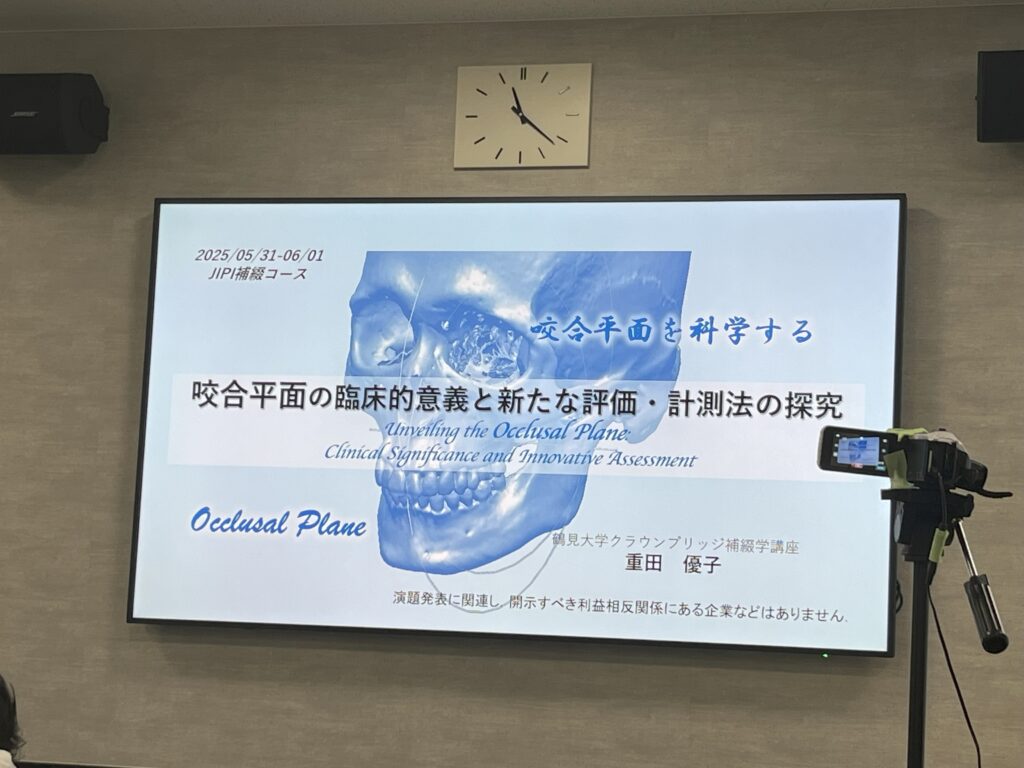 2025/05/31-06/01
JIPI補綴コース
咬合平面を科学する
咬合平面の臨床的意義と新たな評価・計測法の探究
Unveiling the Occlusal Plane:
Clinical Significance and Innovative Assessment
Occlusal Plane
鶴見大学クラウンブリッジ補綴学講座
重田　優子
演題発表に関連し, 開示すべき利益相反関係にある企業などはありません.
BOSE